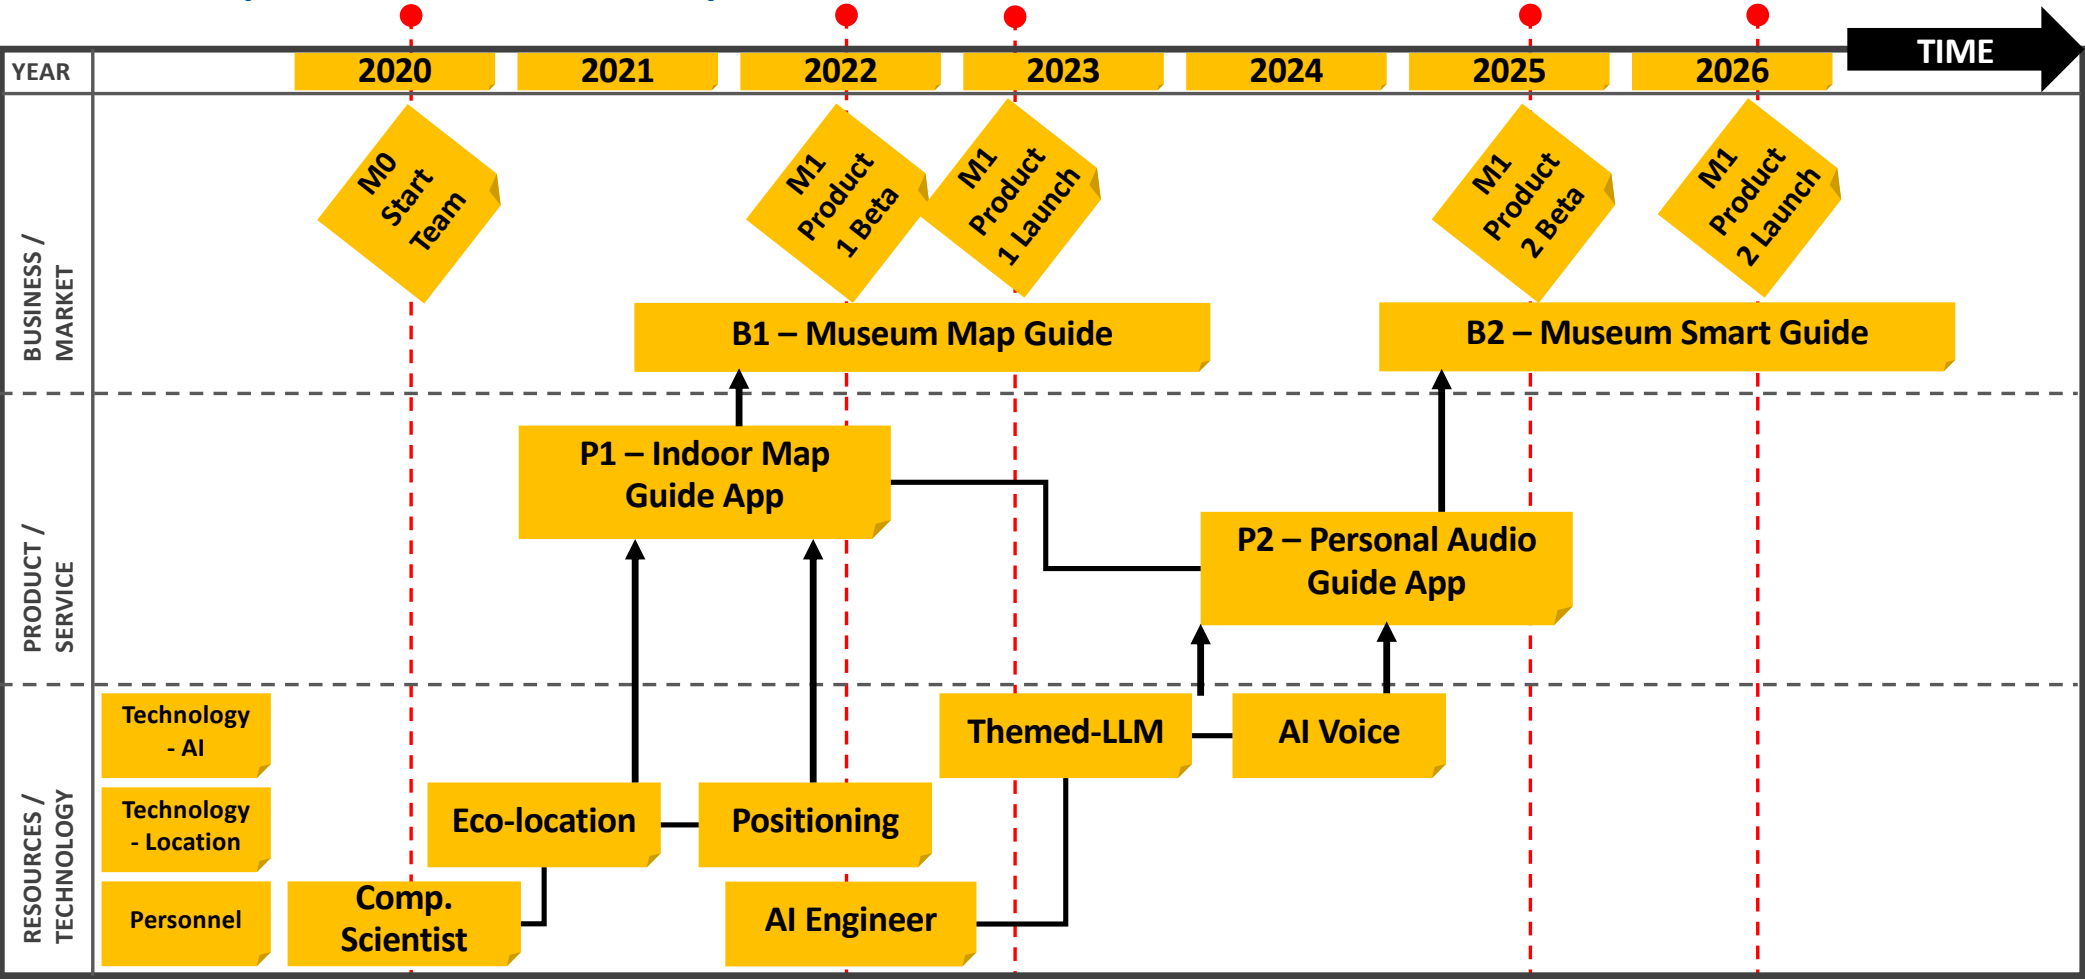 TIME
YEAR
2020
2021
2022
2023
2024
2025
2026
M0
Start
Team
M1
Product
1 Beta
M1
Product
1 Launch
M1
Product
2 Beta
M1
Product
2 Launch
BUSINESS /
MARKET
B1 – Museum Map Guide
B2 – Museum Smart Guide
PRODUCT /
SERVICE
P1 – Indoor Map
Guide App
P2 – Personal Audio
Guide App
RESOURCES /
TECHNOLOGY
Technology
- AI
Themed-LLM
AI Voice
Technology
- Location
Eco-location
Positioning
Personnel
Comp.
Scientist
AI Engineer